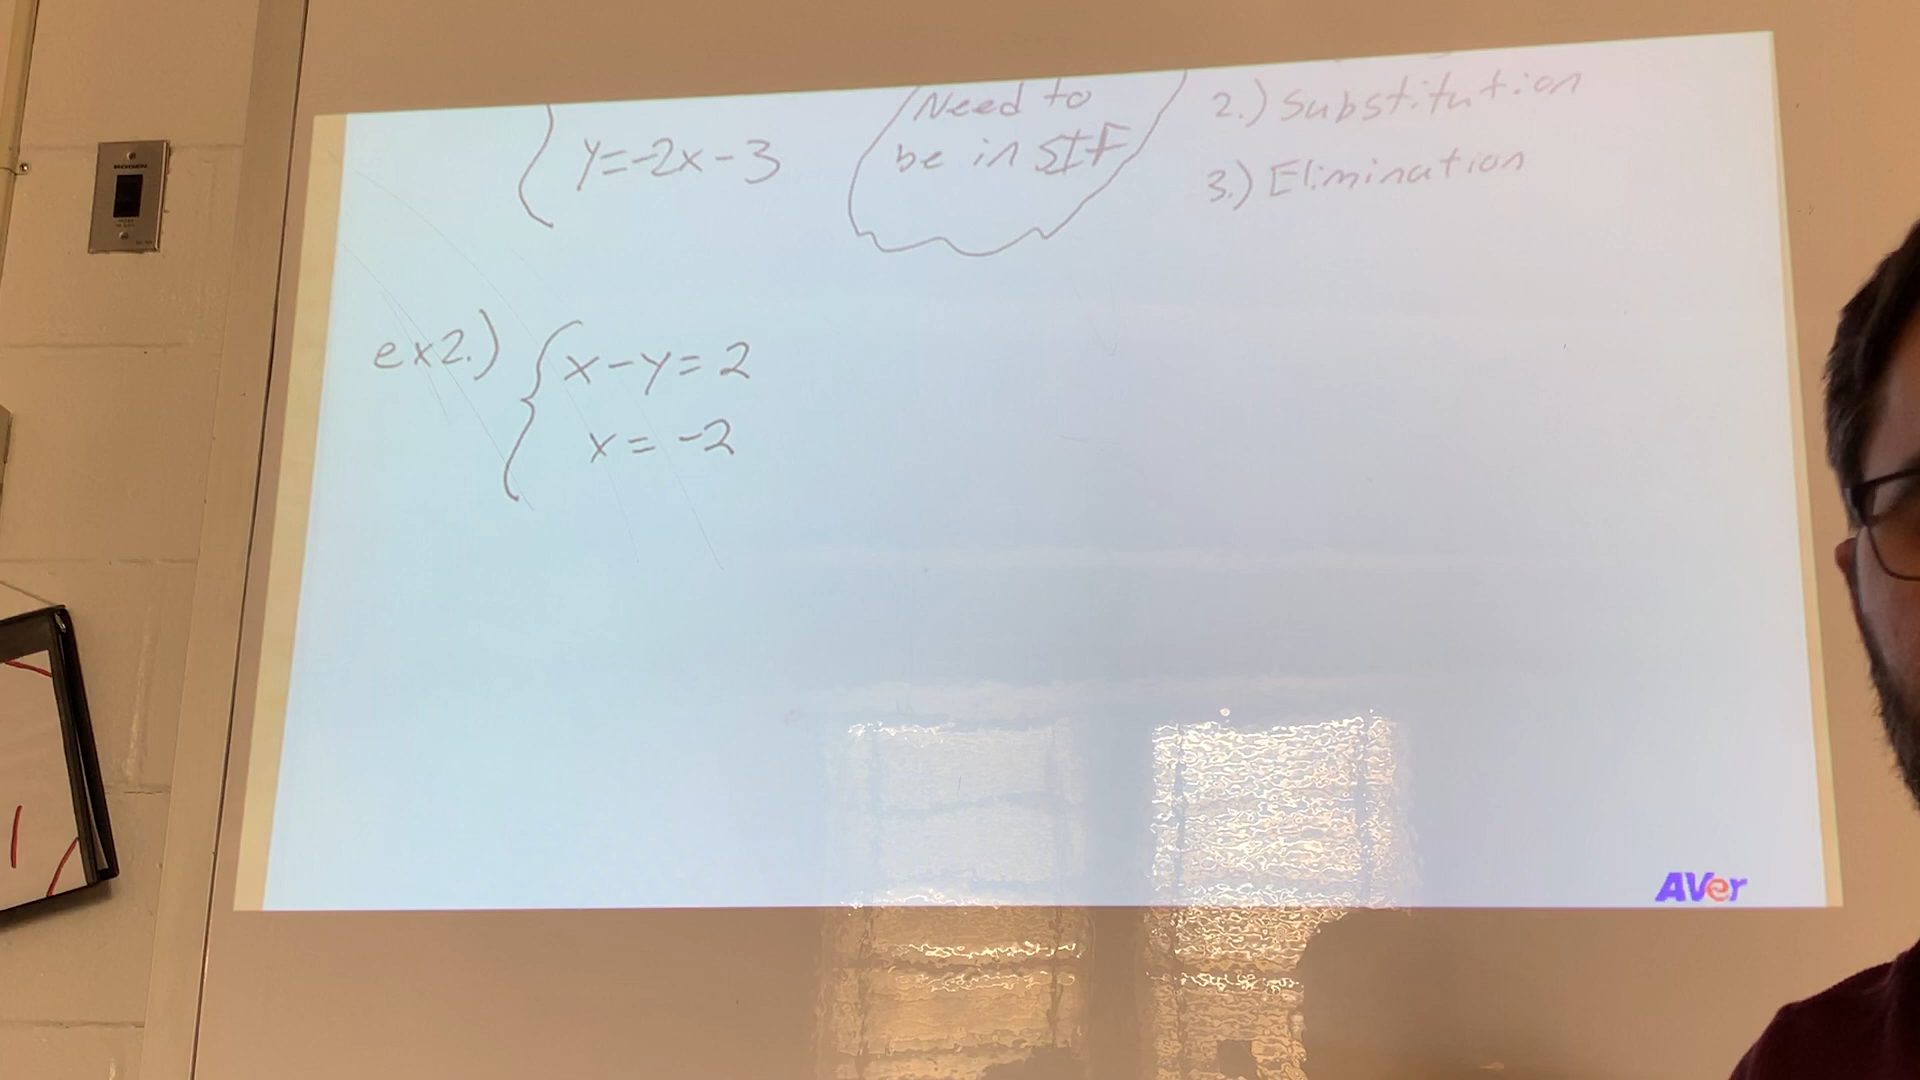 Need to
be in SIF
2.) Substitution
3.) Elimination
y=-2x-3
ex2.) x-y=2
x=-2
AVer